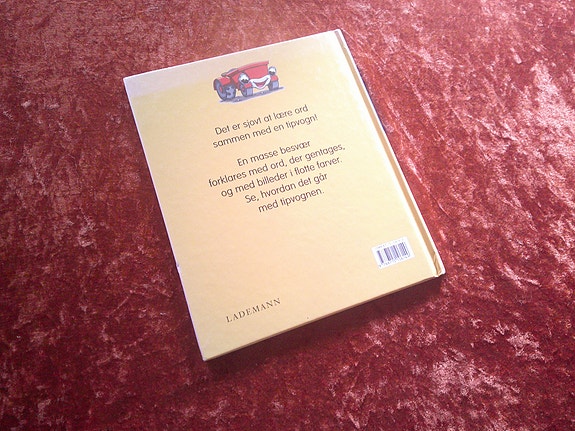 Det er sjovt at lære ord
sammen med en tipvogn!
En masse besvær
forklares med ord, der gentages,
og med billeder i flotte farver.
Se, hvordan det går
med tipvognen.
LADEMANN